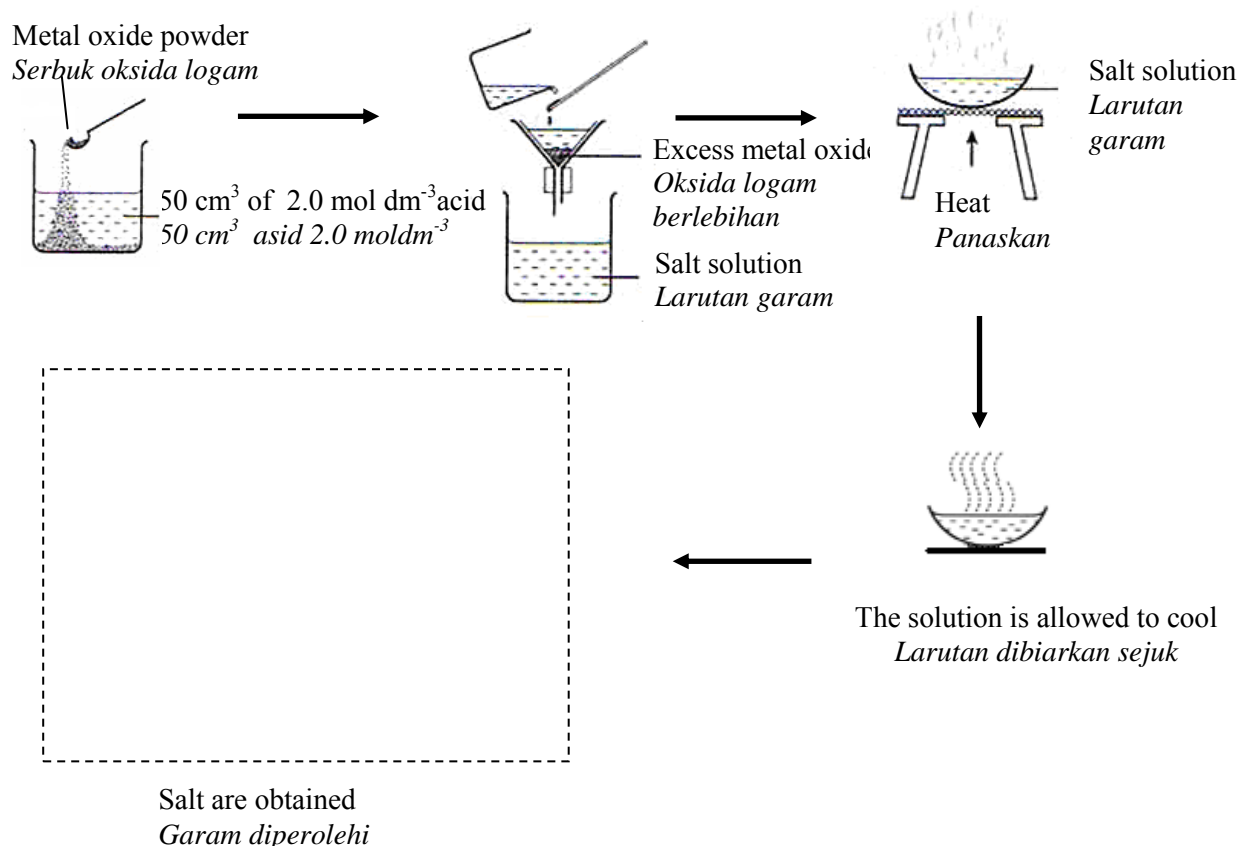 Metal oxide powder
Serbuk oksida logam
50 cm³ of 2.0 mol dm⁻³acid
50 cm³ asid 2.0 moldm⁻³
Excess metal oxide
Oksida logam
berlebihan
Salt solution
Larutan garam
Salt solution
Larutan
garam
Heat
Panaskan
The solution is allowed to cool
Larutan dibiarkan sejuk
Salt are obtained
Garam diperolehi